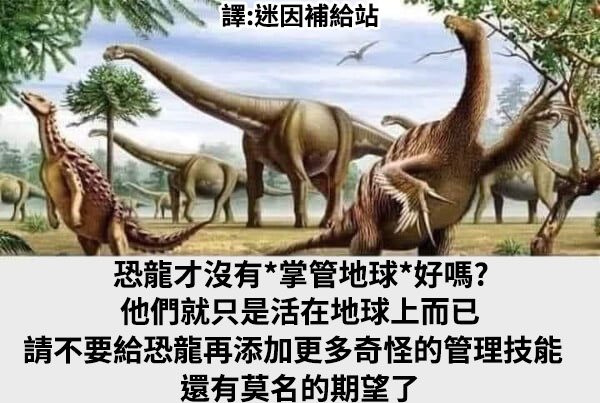 譯:迷因補給站
恐龍才沒有*掌管地球*好嗎?
他們就只是活在地球上而已
請不要給恐龍再添加更多奇怪的管理技能
還有莫名的期望了